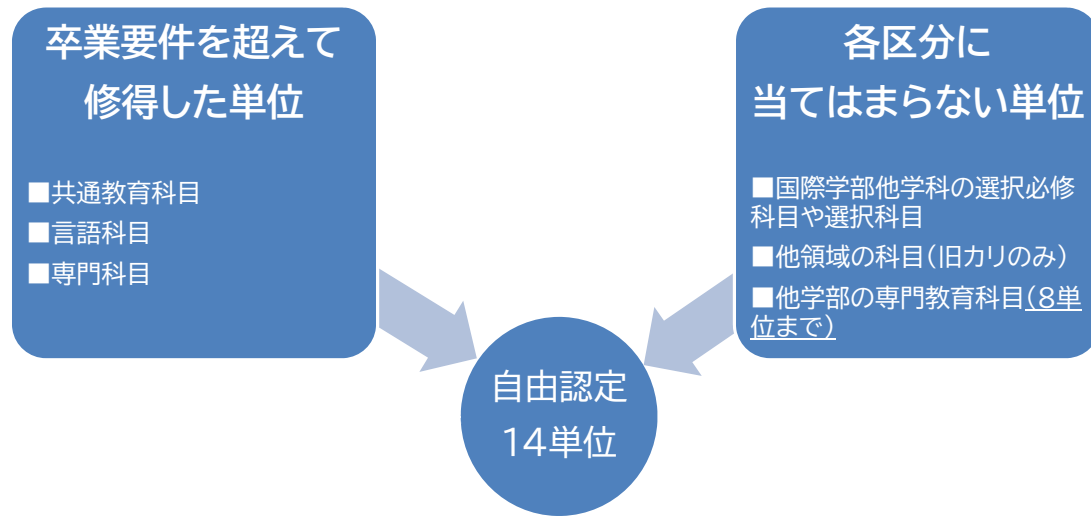 卒業要件を超えて
修得した単位
■共通教育科目
■言語科目
■専門科目
各区分に
当てはまらない単位
■国際学部他学科の選択必修
科目や選択科目
■他領域の科目(旧カリのみ)
■他学部の専門教育科目(8単
位まで)
自由認定
14単位